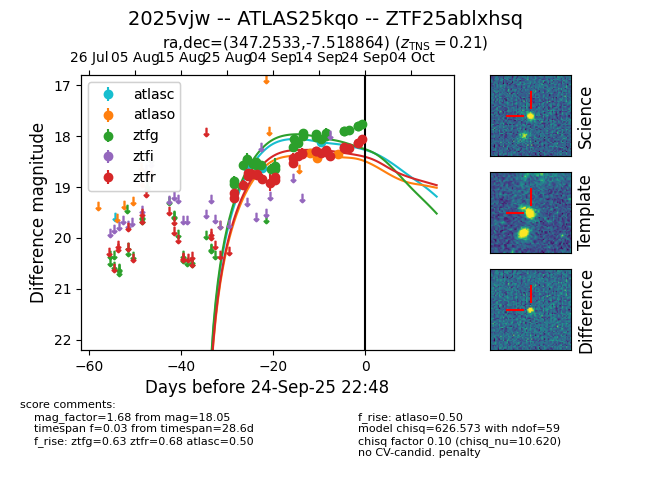 2025vjw -- ATLAS25kqo -- ZTF25ablxhsq
ra,dec=(347.2533,-7.518864) (z_TNS = 0.21)
26 Jul 05 Aug 15 Aug 25 Aug 04 Sep 14 Sep 24 Sep 04 Oct
17
18
19
20
21
22
Difference magnitude
atlasc
atlaso
ztfg
ztfi
ztfr
−60
−40
−20
0
Days before 24-Sep-25 22:48
Science
Template
Difference
score comments:
mag_factor=1.68 from mag=18.05
timespan f=0.03 from timespan=28.6d
f_rise: ztfg=0.63 ztfr=0.68 atlasc=0.50
f_rise: atlaso=0.50
model chisq=626.573 with ndof=59
chisq factor 0.10 (chisq_nu=10.620)
no CV-candid. penalty